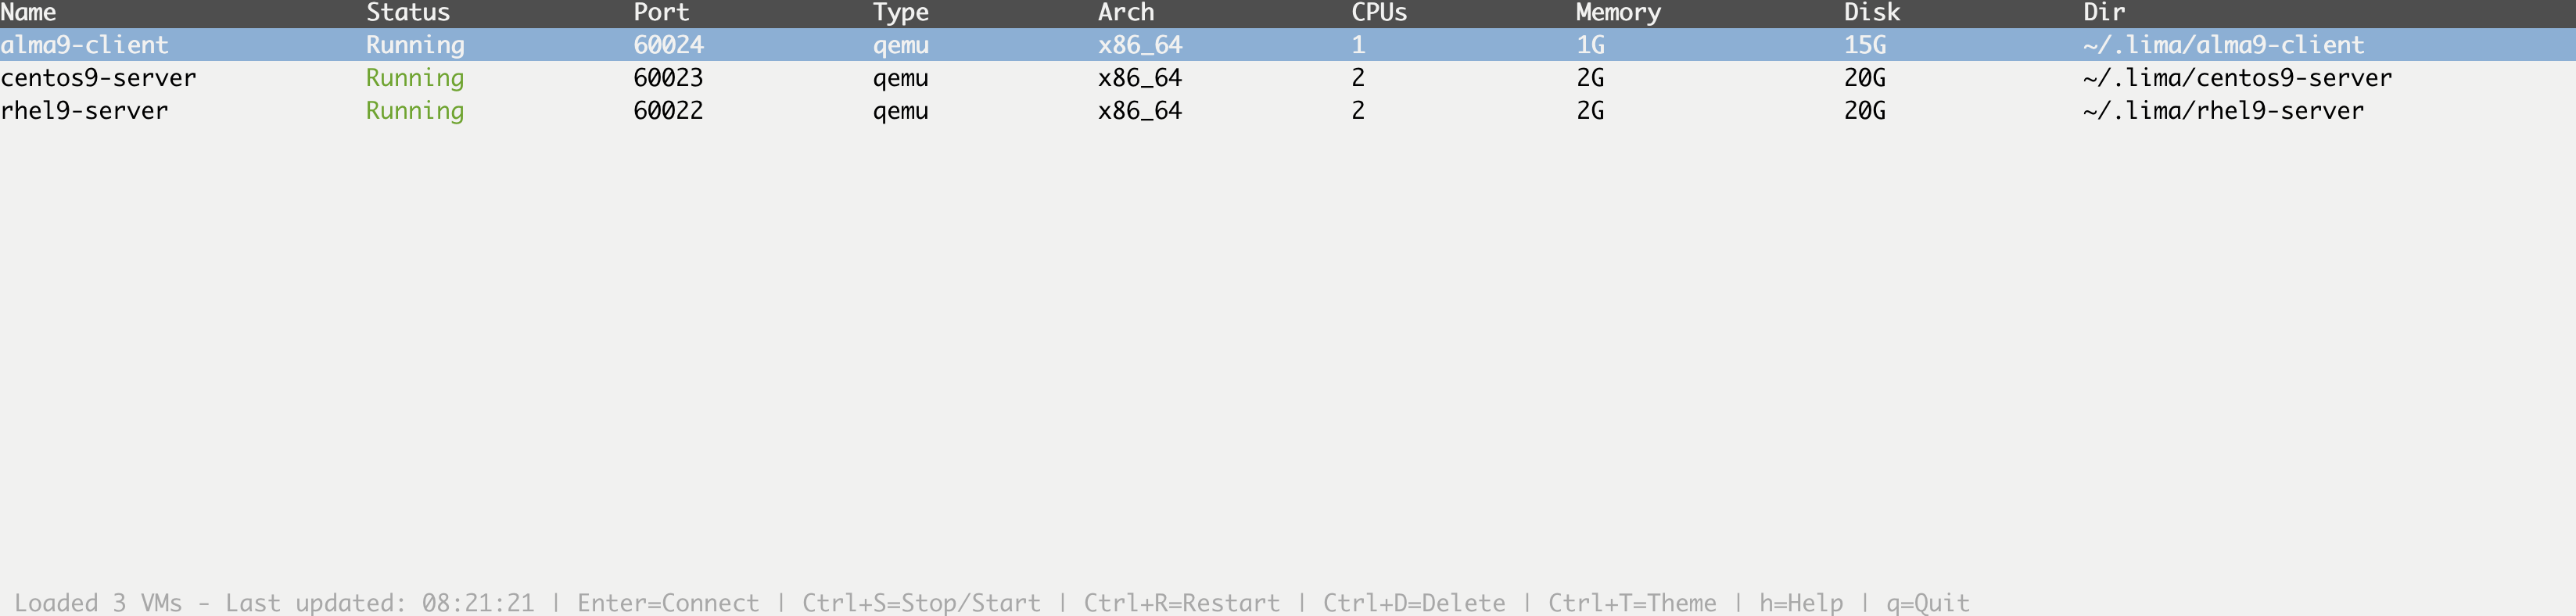 Name Status Port Type Arch CPUs Memory Disk Dir
alma9-client Running 60024 qemu x86_64 1 1G 15G ~/.lima/alma9-client
centos9-server Running 60023 qemu x86_64 2 2G 20G ~/.lima/centos9-server
rhel9-server Running 60022 qemu x86_64 2 2G 20G ~/.lima/rhel9-server
Loaded 3 VMs - Last updated: 08:21:21 | Enter=Connect | Ctrl+S=Stop/Start | Ctrl+R=Restart | Ctrl+D=Delete | Ctrl+T=Theme | h=Help | q=Quit